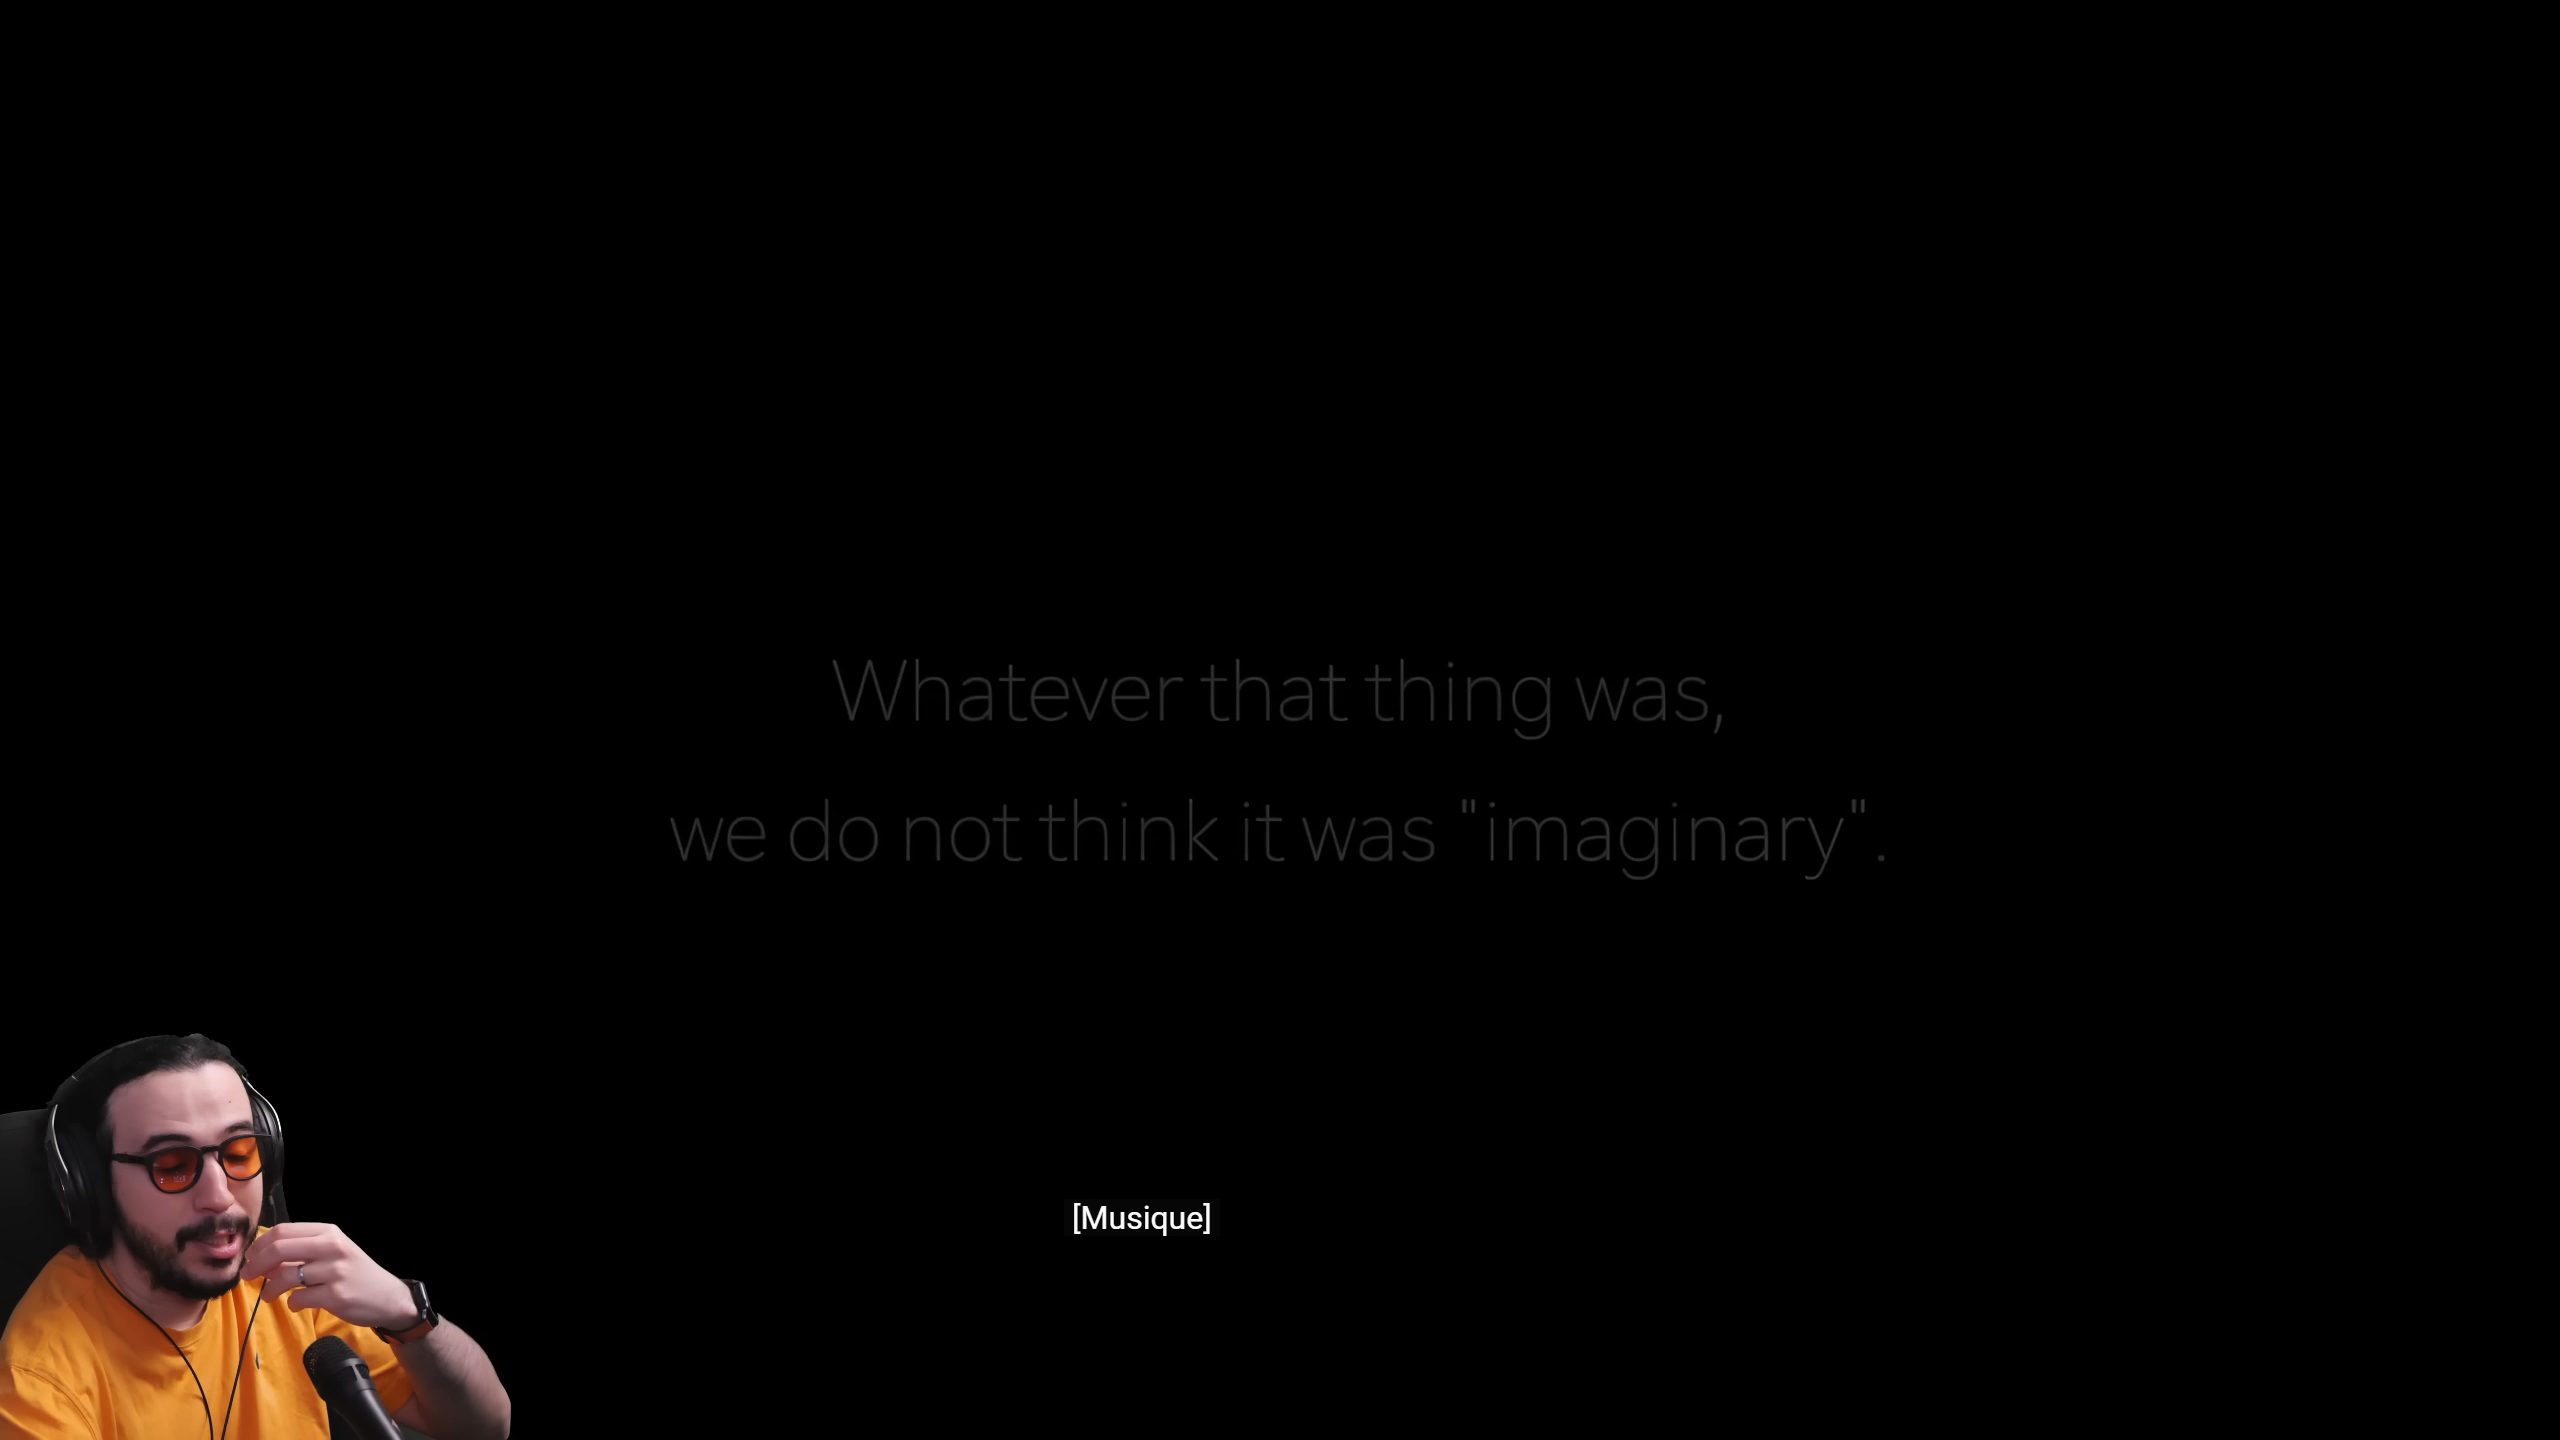 Whatever that thing was,
we do not think it was "imaginary".
[Musique]